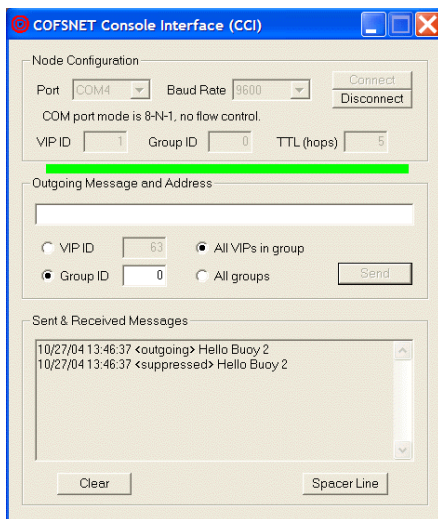 COFSNET Console Interface (CCI)
Node Configuration
Port COM4 Baud Rate 9600 Connect
Disconnect
COM port mode is 8-N-1, no flow control.
VIP ID 1 Group ID 0 TTL (hops) 5
Outgoing Message and Address
VIP ID 63 All VIPs in group
Group ID 0 All groups Send
Sent & Received Messages
10/27/04 13:46:37 <outgoing> Hello Buoy 2
10/27/04 13:46:37 <suppressed> Hello Buoy 2
Clear Spacer Line